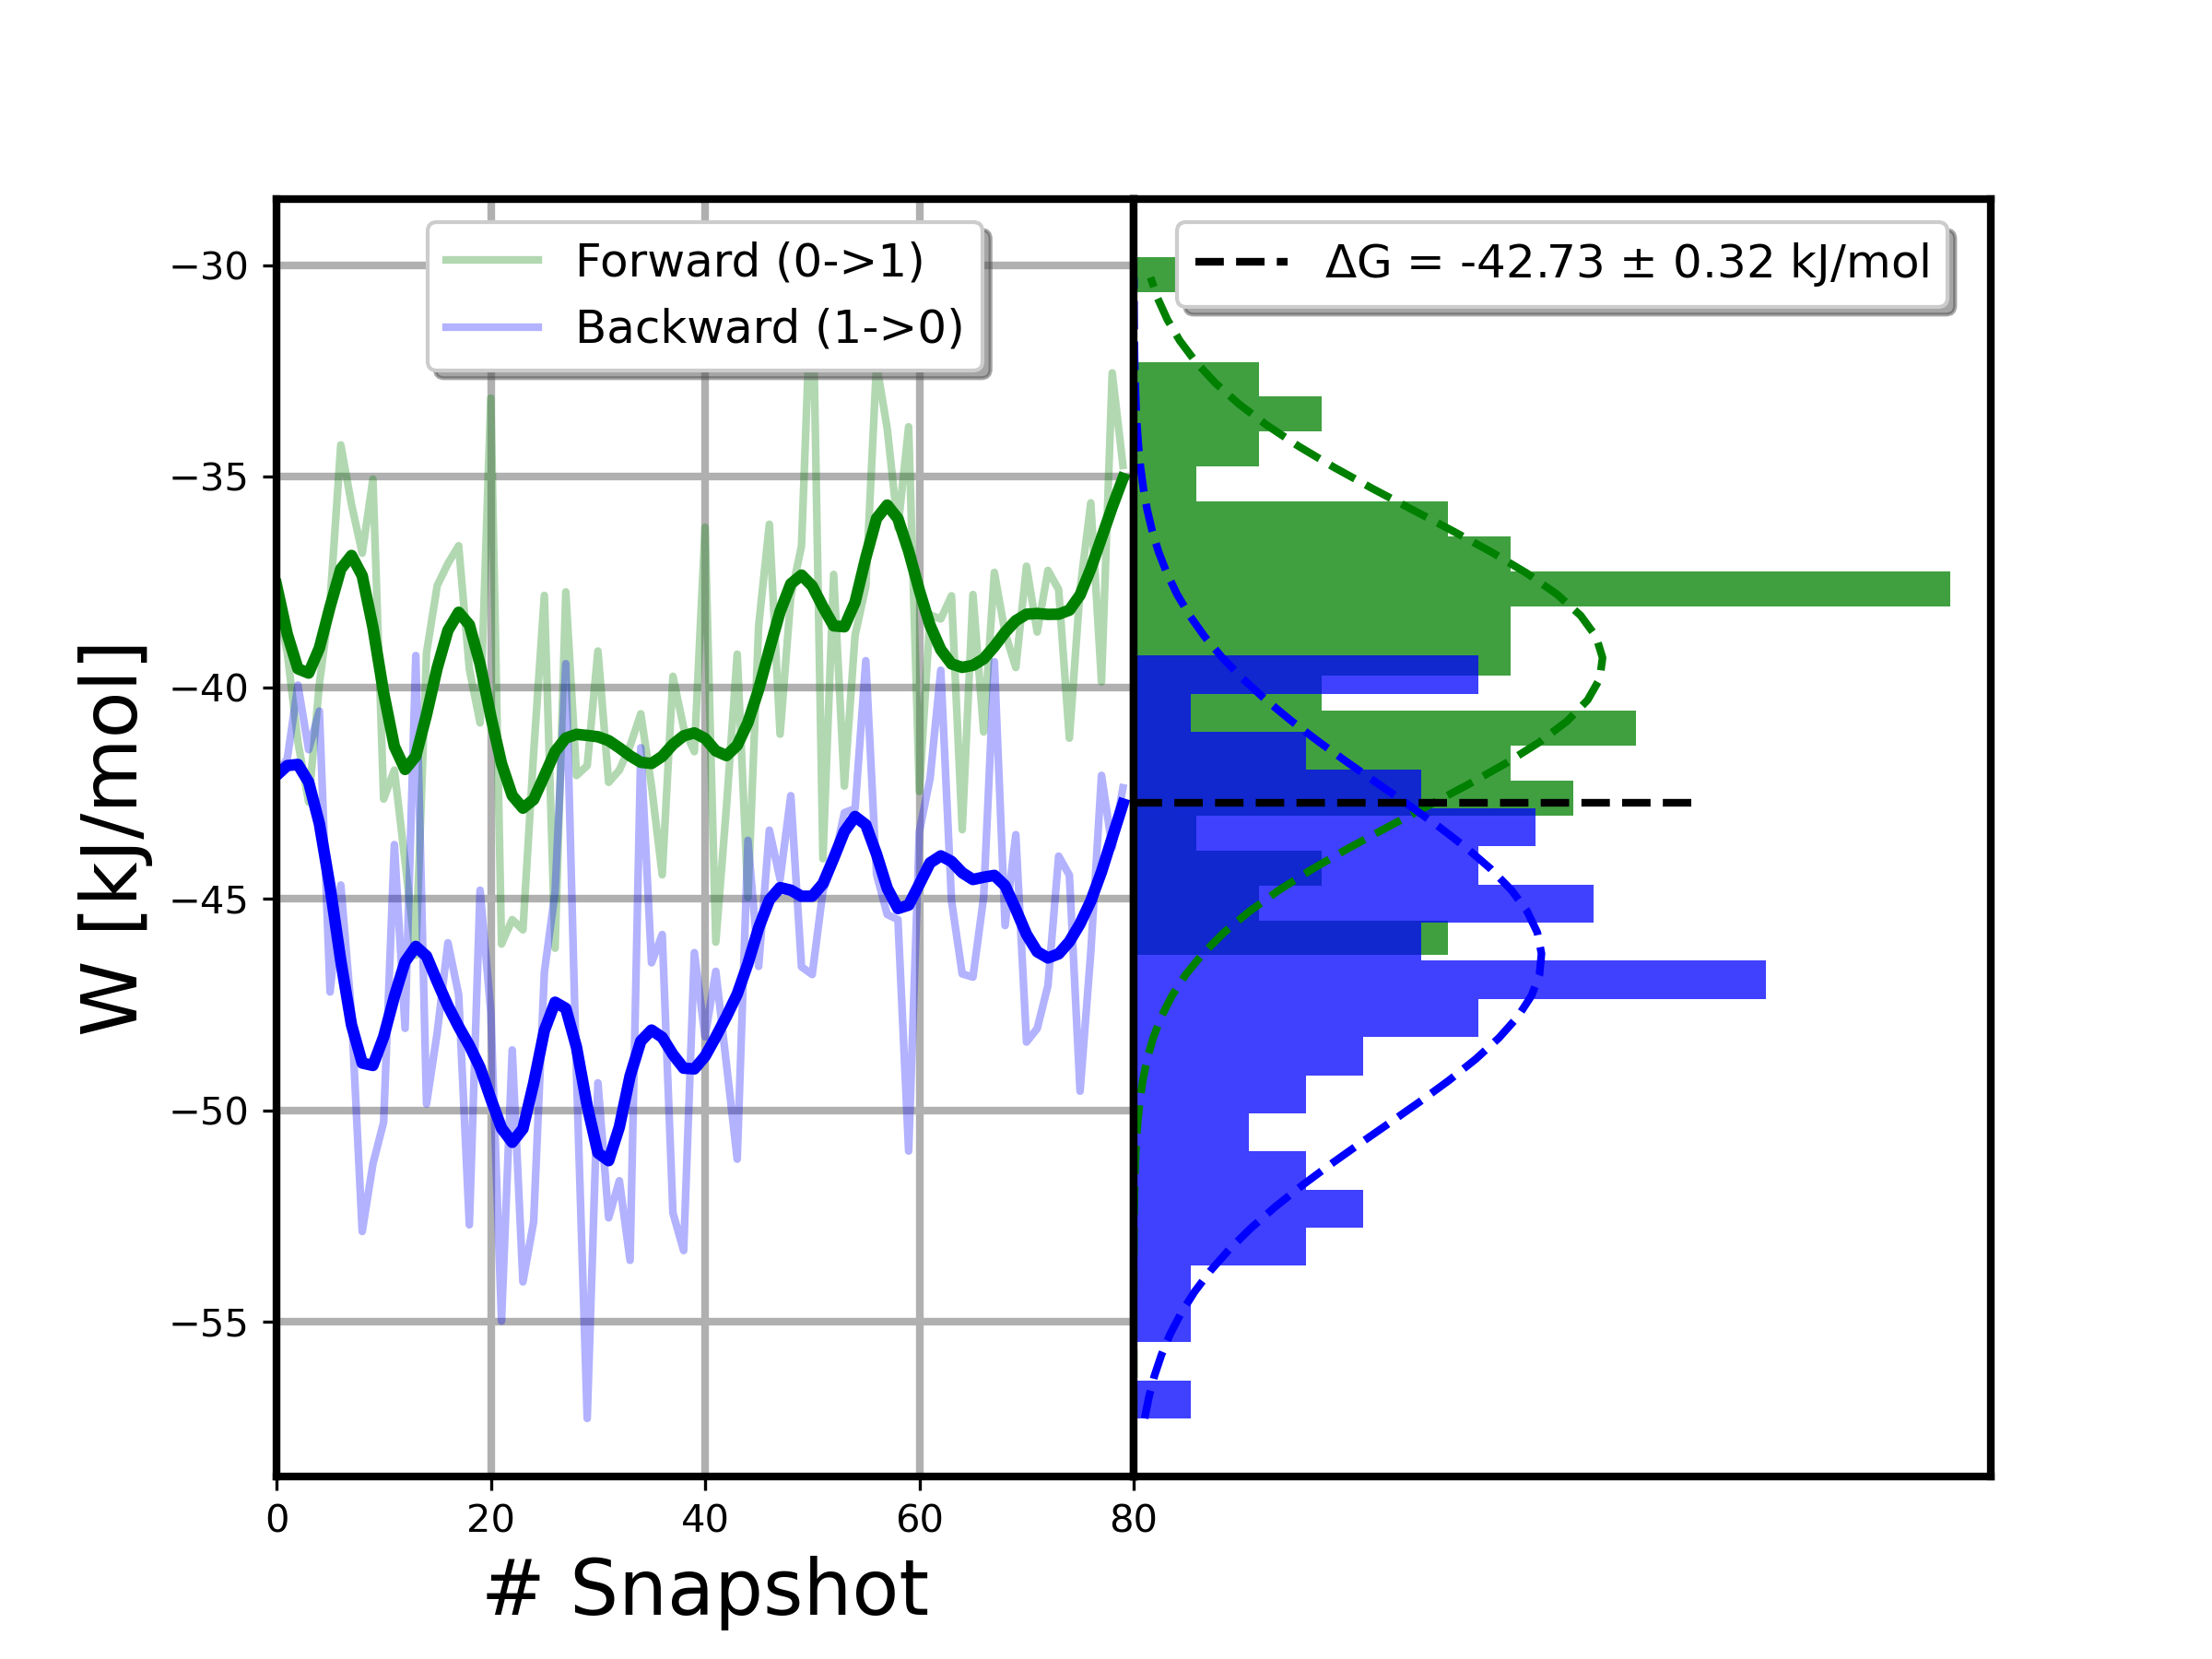 Forward (0->1)
Backward (1->0)
ΔG = -42.73 ± 0.32 kJ/mol
−30
−35
−40
−45
−50
−55
W [kJ/mol]
0 20 40 60 80
# Snapshot